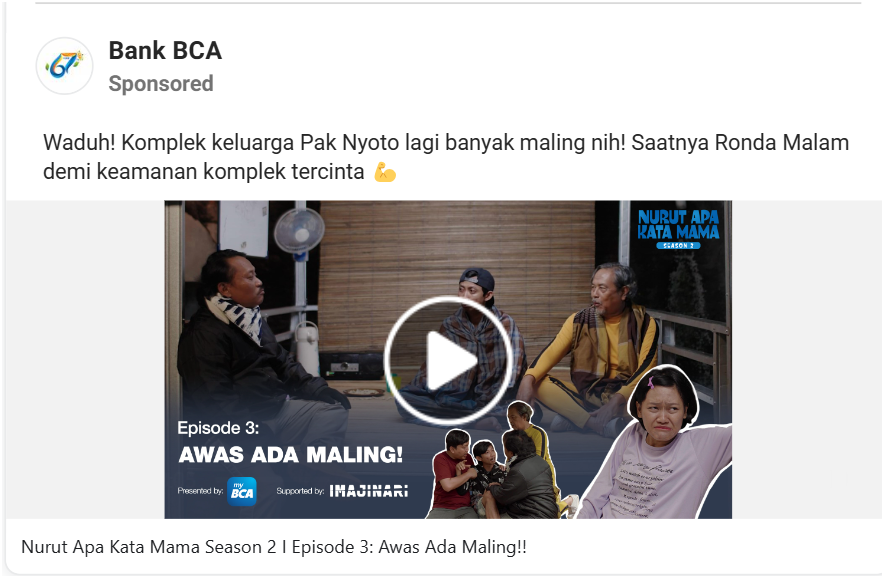 67
Bank BCA
Sponsored
Waduh! Komplek keluarga Pak Nyoto lagi banyak maling nih! Saatnya Ronda Malam
demi keamanan komplek tercinta 💪
NURUT APA
KATA MAMA
SEASON 2
Episode 3:
AWAS ADA MALING!
Presented by: my BCA Supported by: IMAJINARI
Nurut Apa Kata Mama Season 2 I Episode 3: Awas Ada Maling!!